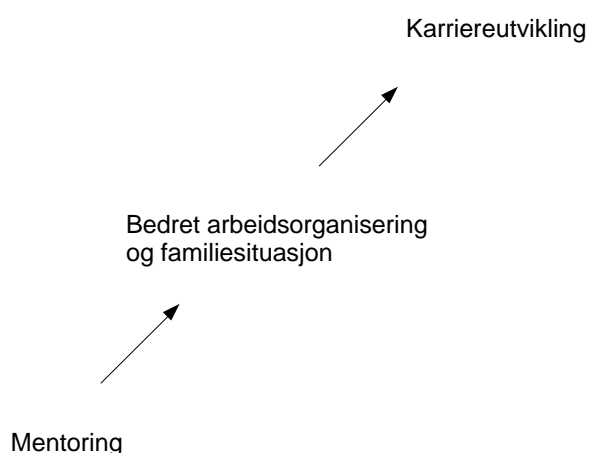 Karriereutvikling
Bedret arbeidsorganisering
og familiesituasjon
Mentoring